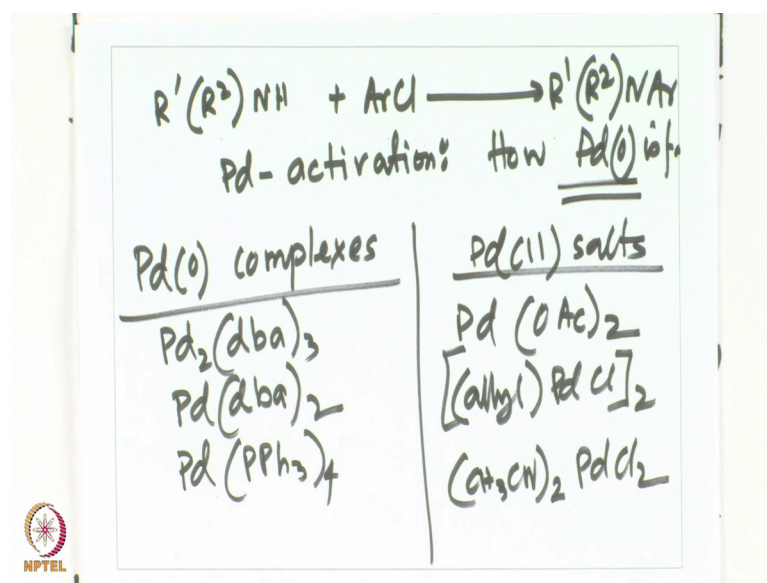 R'(R²) NH + ArCl ⟶ R'(R²) NAr
Pd-activation: How Pd(0) is f
Pd(0) complexes
Pd₂(dba)₃
Pd(dba)₂
Pd(PPh₃)₄
Pd(II) salts
Pd(OAc)₂
[(allyl)PdCl]₂
(CH₃CN)₂PdCl₂
NPTEL